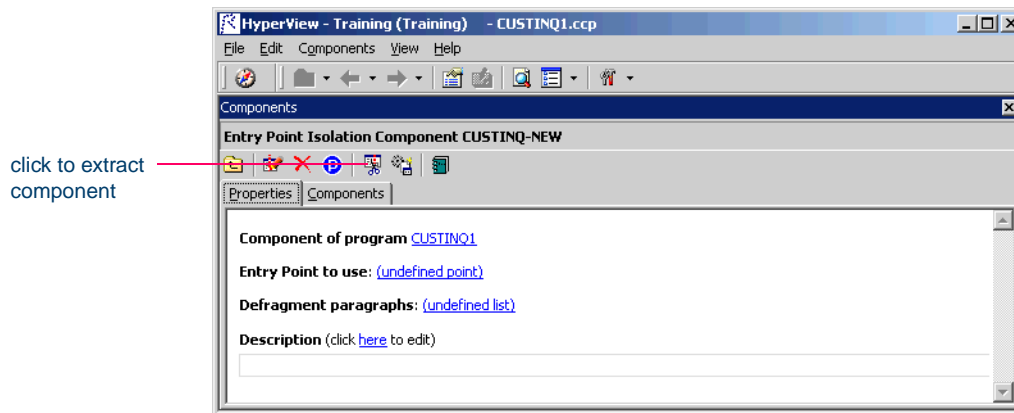 HyperView - Training (Training) - CUSTINQ1.ccp
File Edit Components View Help
Components
Entry Point Isolation Component CUSTINQ-NEW
click to extract
component
Properties Components
Component of program CUSTINQ1
Entry Point to use: (undefined point)
Defragment paragraphs: (undefined list)
Description (click here to edit)